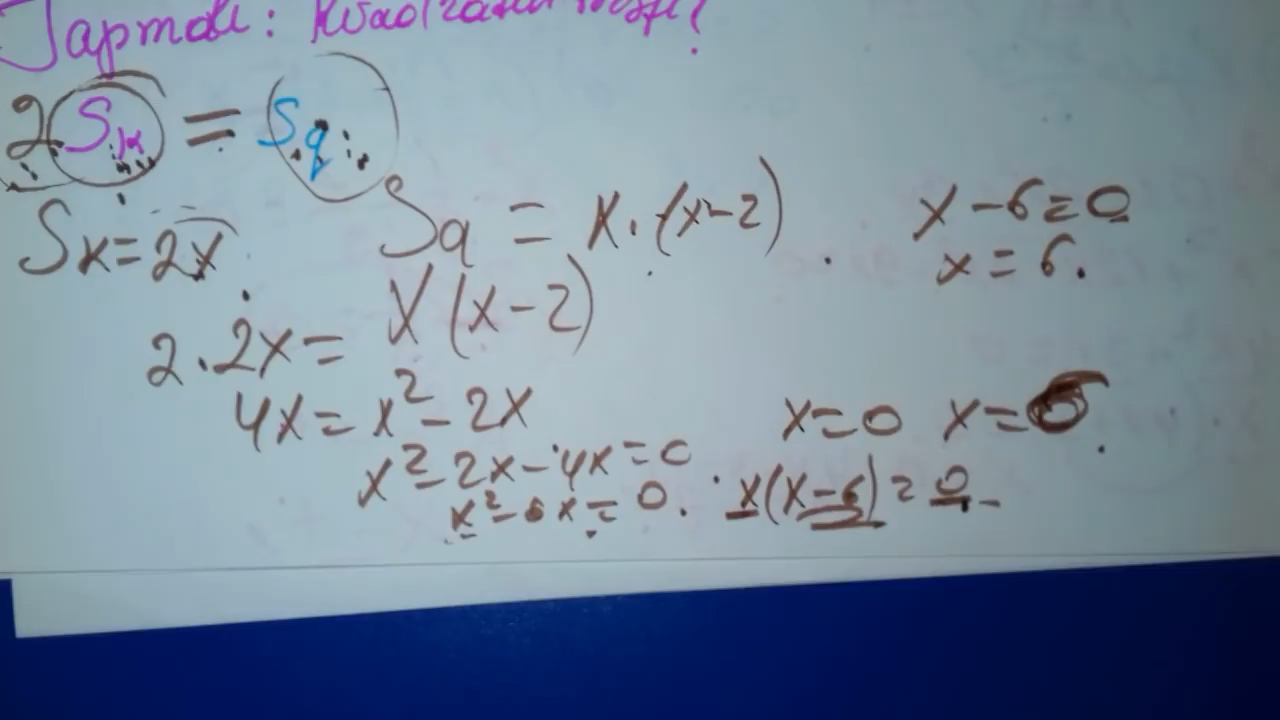 2Sк = Sq
Sк=2x
Sq = x·(x-2)
x-6=0
x=6.
2·2x= x(x-2)
4x=x²-2x
x=0 x=6.
x²-2x-4x=0
x²-6x=0. x(x-6)=0